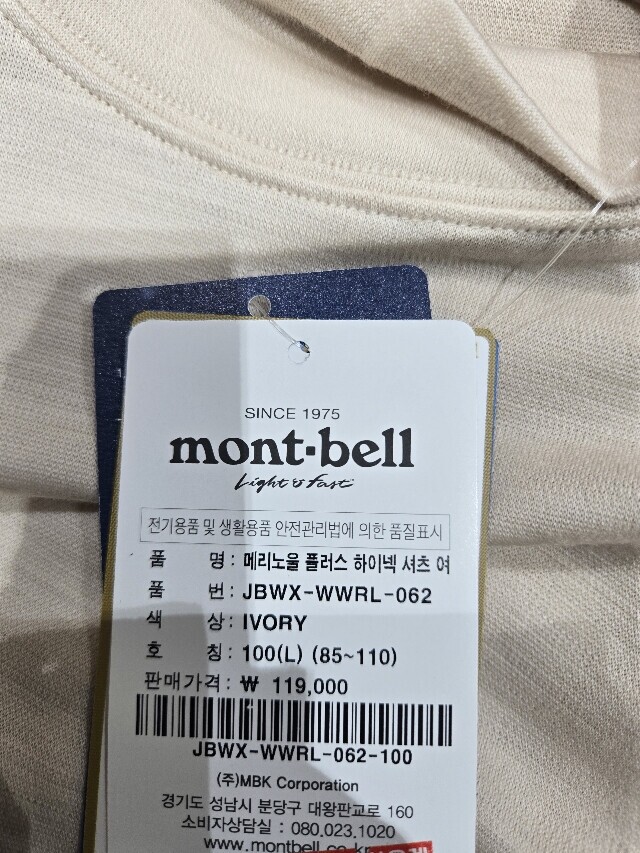 SINCE 1975
mont·bell
Light & Fast
전기용품 및 생활용품 안전관리법에 의한 품질표시
품 명 : 메리노울 플러스 하이넥 셔츠 여
품 번 : JBWX-WWRL-062
색 상 : IVORY
호 칭 : 100(L) (85~110)
판매가격 : ₩ 119,000
JBWX-WWRL-062-100
(주)MBK Corporation
경기도 성남시 분당구 대왕판교로 160
소비자상담실 : 080.023.1020
www.montbell.co.kr